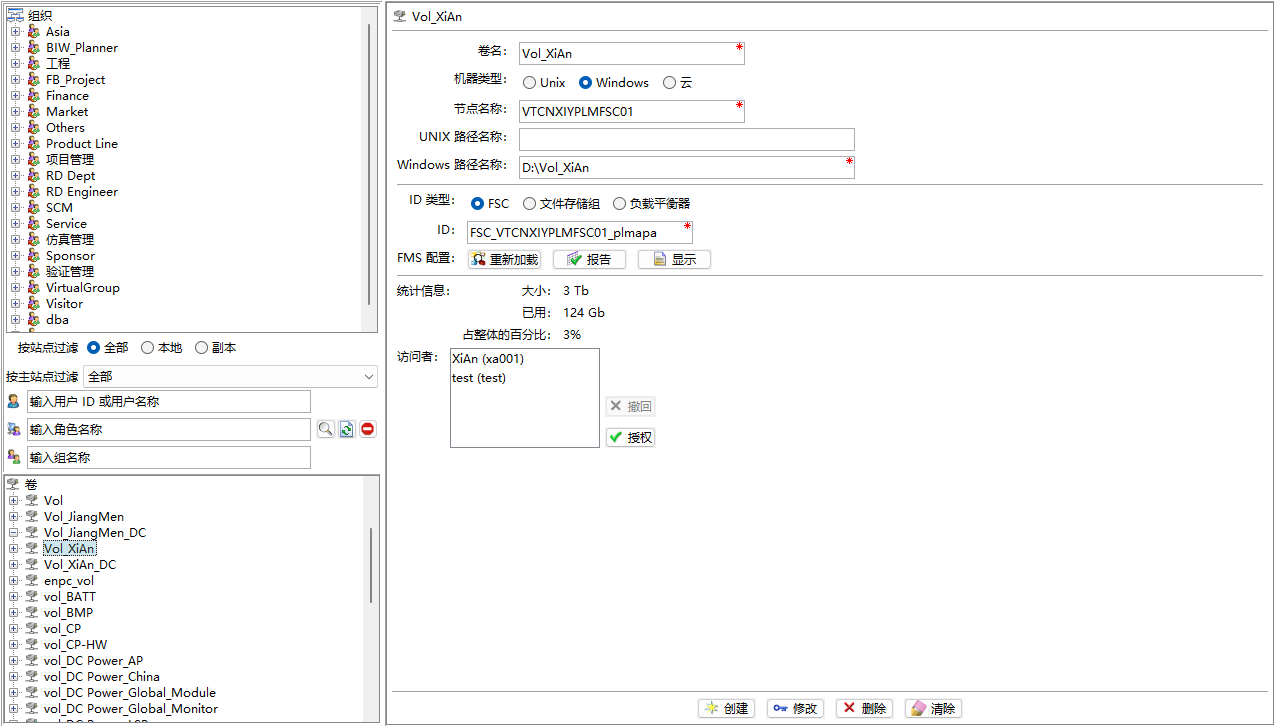 组织
Asia
BIW_Planner
工程
FB_Project
Finance
Market
Others
Product Line
项目管理
RD Dept
RD Engineer
SCM
Service
仿真管理
Sponsor
验证管理
VirtualGroup
Visitor
dba
按站点过滤 全部 本地 副本
按主站点过滤 全部
输入用户 ID 或用户名称
输入角色名称
输入组名称
卷
Vol
Vol_JiangMen
Vol_JiangMen_DC
Vol_XiAn
Vol_XiAn_DC
enpc_vol
vol_BATT
vol_BMP
vol_CP
vol_CP-HW
vol_DC Power_AP
vol_DC Power_China
vol_DC Power_Global_Module
vol_DC Power_Global_Monitor
Vol_XiAn
卷名: Vol_XiAn *
机器类型: Unix Windows 云
节点名称: VTCNXIYPLMFSC01 *
UNIX 路径名称:
Windows 路径名称: D:\Vol_XiAn *
ID 类型: FSC 文件存储组 负载平衡器
ID: FSC_VTCNXIYPLMFSC01_plmapa *
FMS 配置: 重新加载 报告 显示
统计信息: 大小: 3 Tb
已用: 124 Gb
占整体的百分比: 3%
访问者: XiAn (xa001)
test (test)
撤回
授权
创建 修改 删除 清除